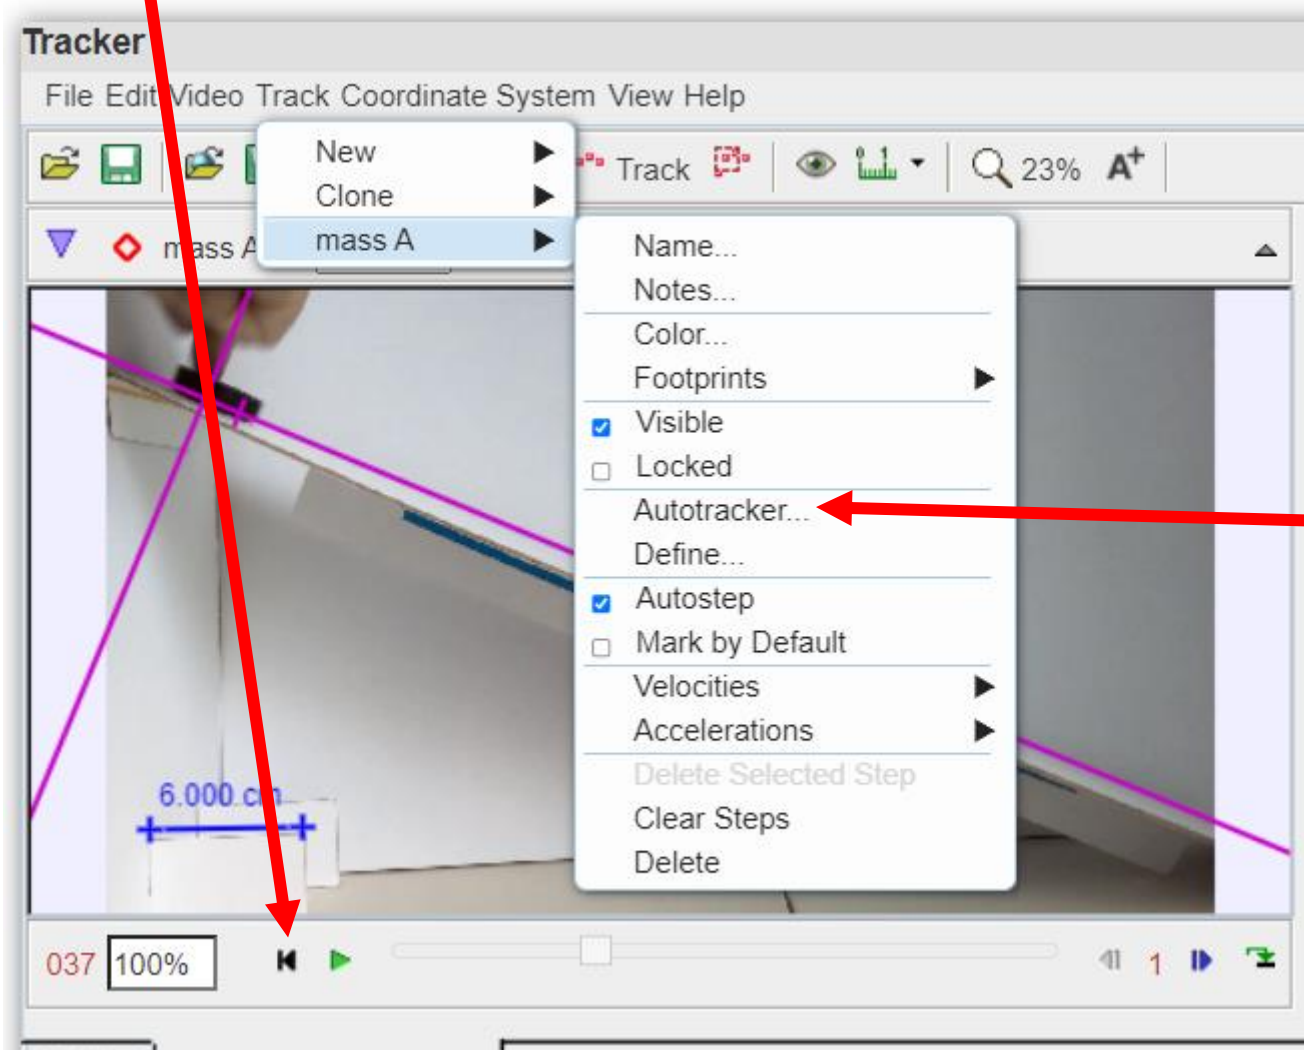 Tracker
File Edit Video Track Coordinate System View Help
Track 23% A+
New
Clone
mass A
mass A
Name...
Notes...
Color...
Footprints
Visible
Locked
Autotracker...
Define...
Autostep
Mark by Default
Velocities
Accelerations
Delete Selected Step
Clear Steps
Delete
6.000 cm
037 100% 1